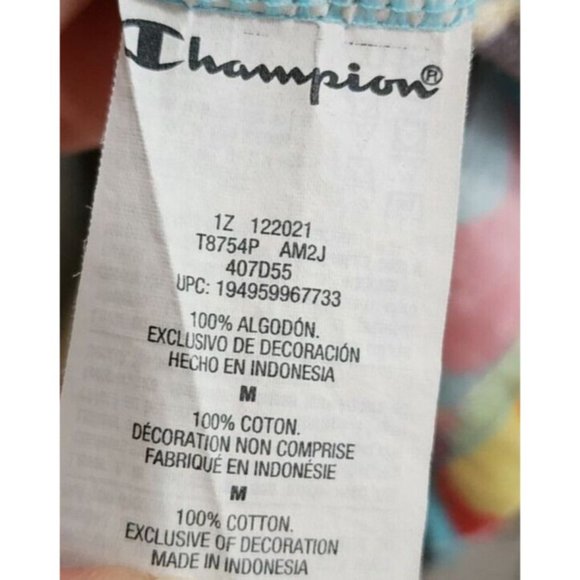 Champion®
1Z 122021
T8754P AM2J
407D55
UPC: 194959967733
100% ALGODÓN.
EXCLUSIVO DE DECORACIÓN
HECHO EN INDONESIA
M
100% COTON.
DÉCORATION NON COMPRISE
FABRIQUÉ EN INDONÉSIE
M
100% COTTON.
EXCLUSIVE OF DECORATION
MADE IN INDONESIA